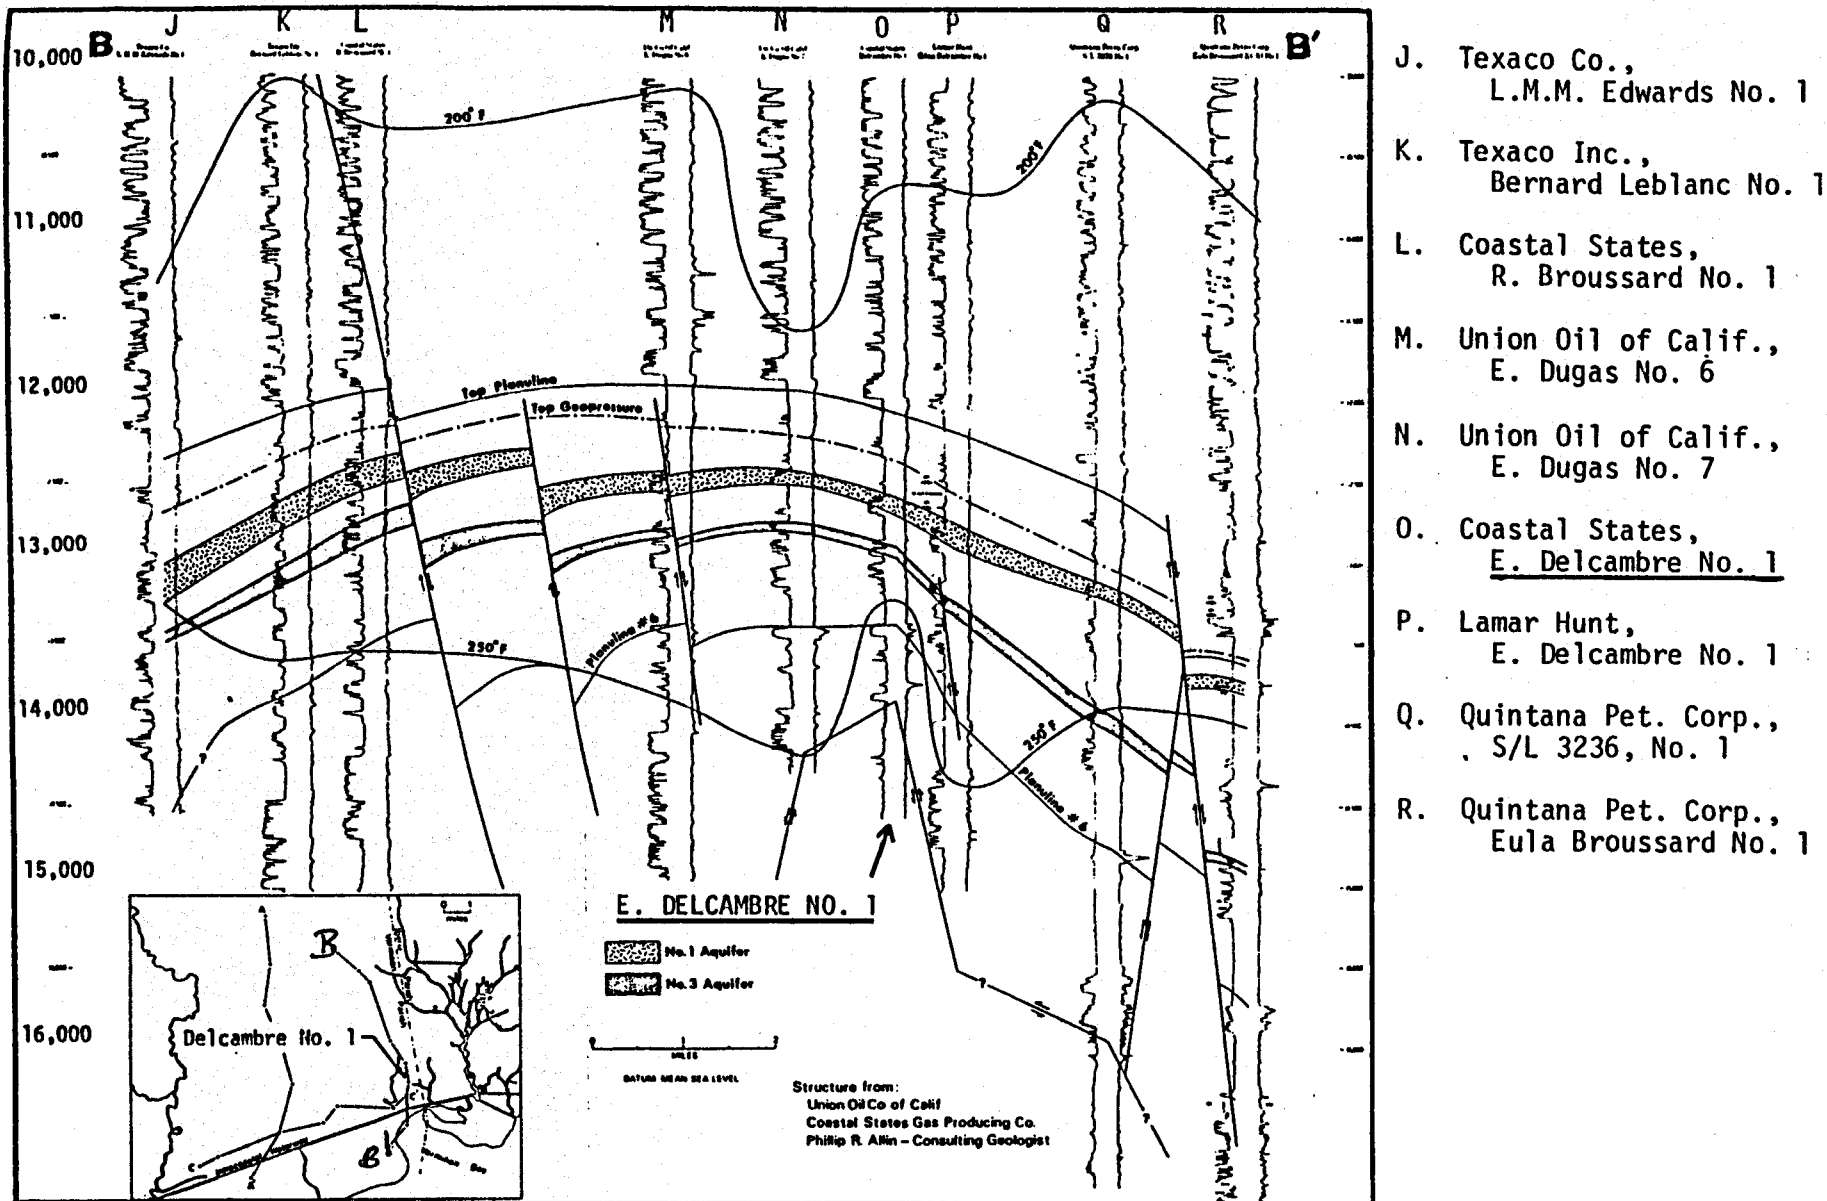 J K L M N O P Q R
B
B'
10,000
11,000
12,000
13,000
14,000
15,000
16,000
200°F
200°F
Top Planuline
Top Geopressure
250°F
Planuline #6
250°F
Planuline #6
?
?
?
E. DELCAMBRE NO. 1
No.1 Aquifer
No.3 Aquifer
MILES
DATUM MEAN SEA LEVEL
Structure from:
Union Oil Co of Calif
Coastal States Gas Producing Co.
Phillip R. Allin – Consulting Geologist
A
B
Delcambre No. 1
B'
C
J. Texaco Co.,
L.M.M. Edwards No. 1
K. Texaco Inc.,
Bernard Leblanc No. 1
L. Coastal States,
R. Broussard No. 1
M. Union Oil of Calif.,
E. Dugas No. 6
N. Union Oil of Calif.,
E. Dugas No. 7
O. Coastal States,
E. Delcambre No. 1
P. Lamar Hunt,
E. Delcambre No. 1
Q. Quintana Pet. Corp.,
S/L 3236, No. 1
R. Quintana Pet. Corp.,
Eula Broussard No. 1